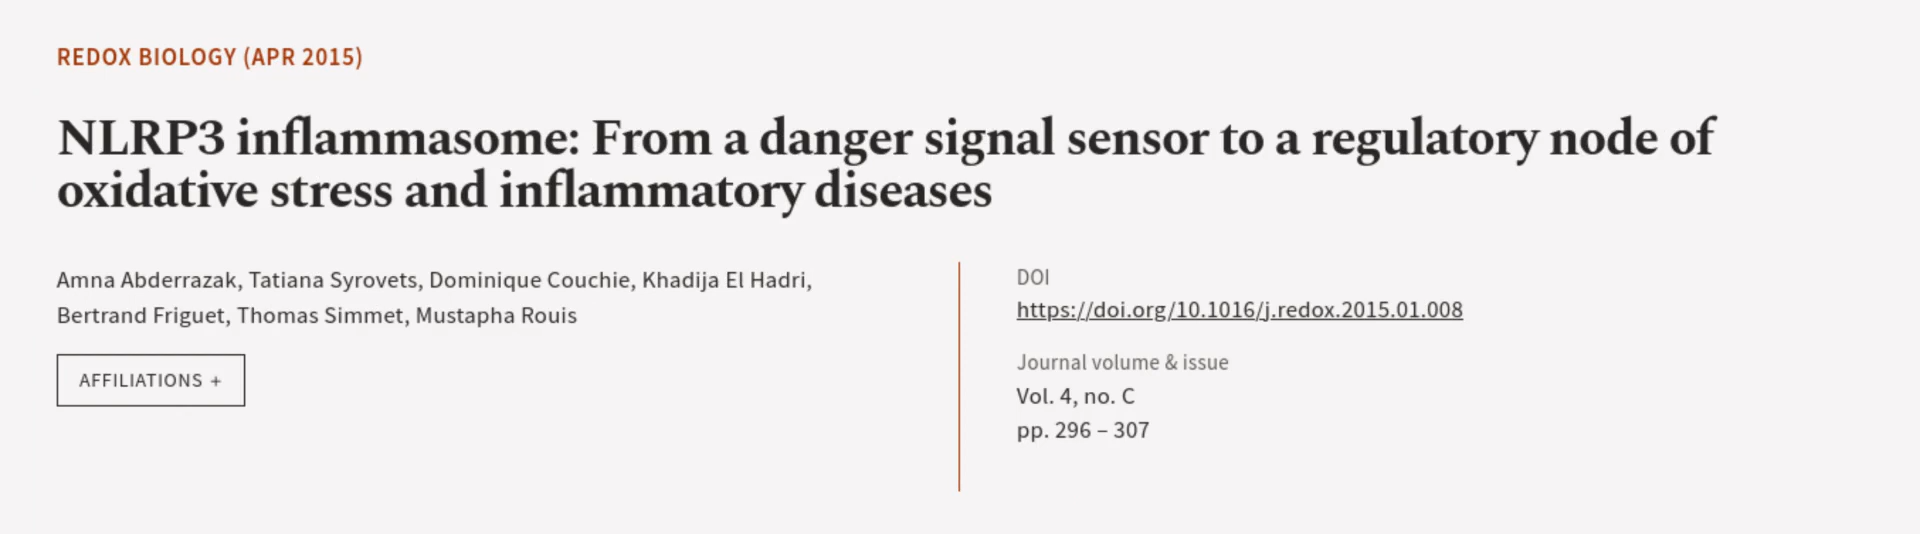 REDOX BIOLOGY (APR 2015)
NLRP3 inflammasome: From a danger signal sensor to a regulatory node of
oxidative stress and inflammatory diseases
Amna Abderrazak, Tatiana Syrovets, Dominique Couchie, Khadija El Hadri,
Bertrand Friguet, Thomas Simmet, Mustapha Rouis
AFFILIATIONS +
DOI
https://doi.org/10.1016/j.redox.2015.01.008
Journal volume & issue
Vol. 4, no. C
pp. 296 – 307